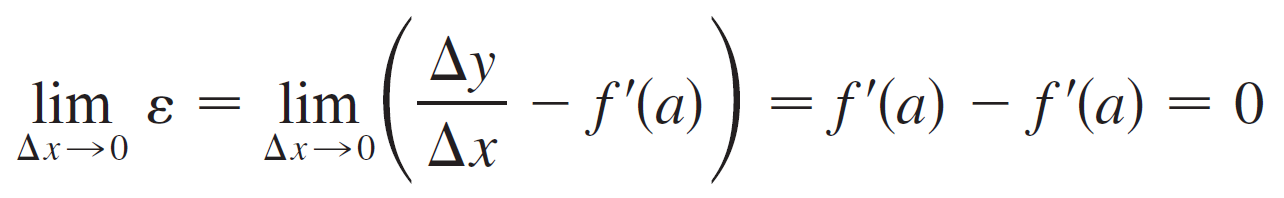 lim_{Δx→0} ε = lim_{Δx→0} (Δy/Δx − f′(a)) = f′(a) − f′(a) = 0